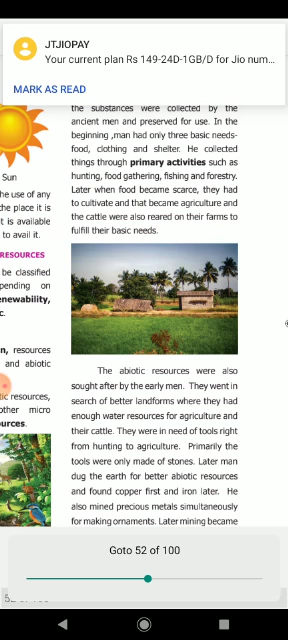 JTJIOPAY
Your current plan Rs 149-24D-1GB/D for Jio num...
MARK AS READ
Sun
he use of any
the place it is
t is available
to avail it.
RESOURCES
be classified
pending on
enewability,
c.
n, resources
and abiotic
tic resources,
other micro
ources.
the substances were collected by the
ancient men and preserved for use. In the
beginning ,man had only three basic needs-
food, clothing and shelter. He collected
things through primary activities such as
hunting, food gathering, fishing and forestry.
Later when food became scarce, they had
to cultivate and that became agriculture and
the cattle were also reared on their farms to
fulfill their basic needs.
The abiotic resources were also
sought after by the early men. They went in
search of better landforms where they had
enough water resources for agriculture and
their cattle. They were in need of tools right
from hunting to agriculture. Primarily the
tools were only made of stones. Later man
dug the earth for better abiotic resources
and found copper first and iron later. He
also mined precious metals simultaneously
for making ornaments. Later mining became
Goto 52 of 100